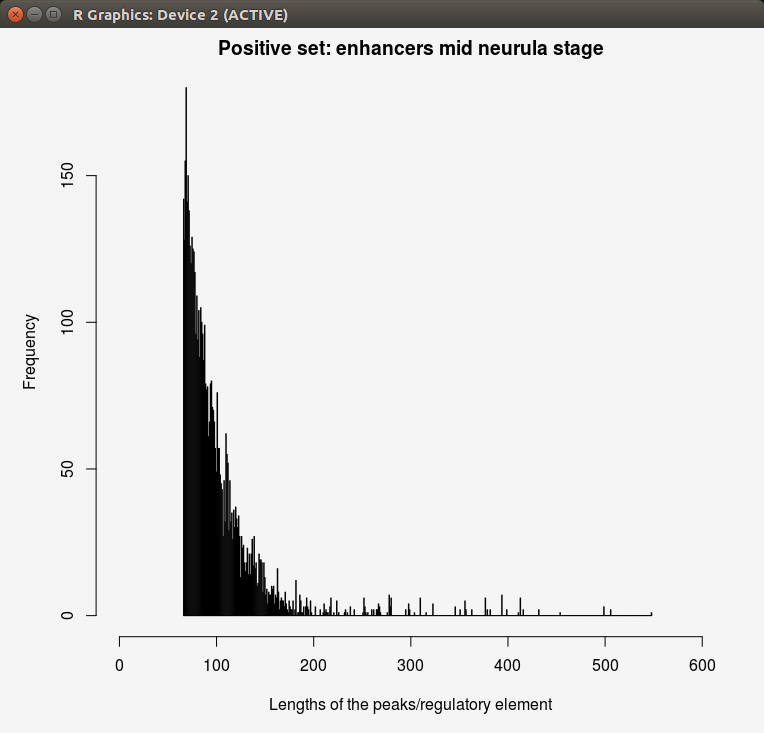 R Graphics: Device 2 (ACTIVE)
Positive set: enhancers mid neurula stage
Frequency
150
100
50
0
0 100 200 300 400 500 600
Lengths of the peaks/regulatory element